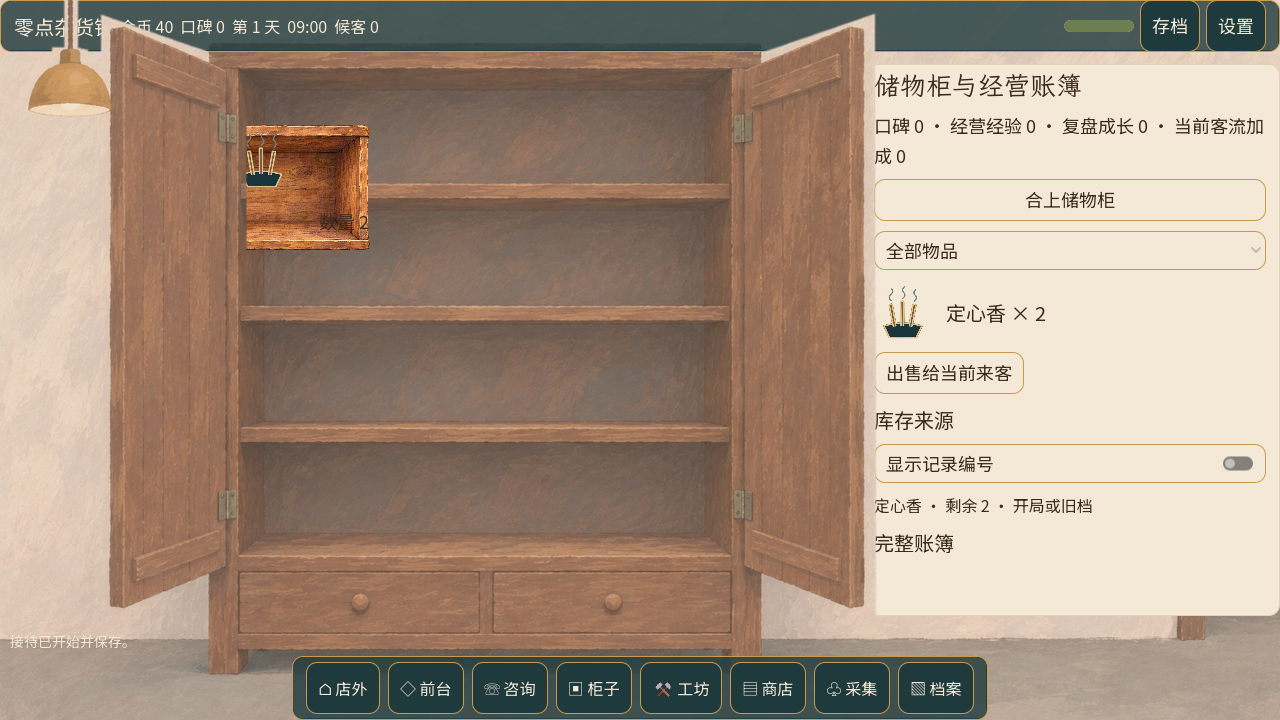 零点杂货铺 金币 40 口碑 0 第 1 天 09:00 候客 0
存档
设置
储物柜与经营账簿
口碑 0 · 经营经验 0 · 复盘成长 0 · 当前客流加
成 0
合上储物柜
全部物品
定心香 × 2
出售给当前来客
库存来源
显示记录编号
定心香 · 剩余 2 · 开局或旧档
完整账簿
数量 2
接待已开始并保存。
店外
前台
咨询
柜子
工坊
商店
采集
档案